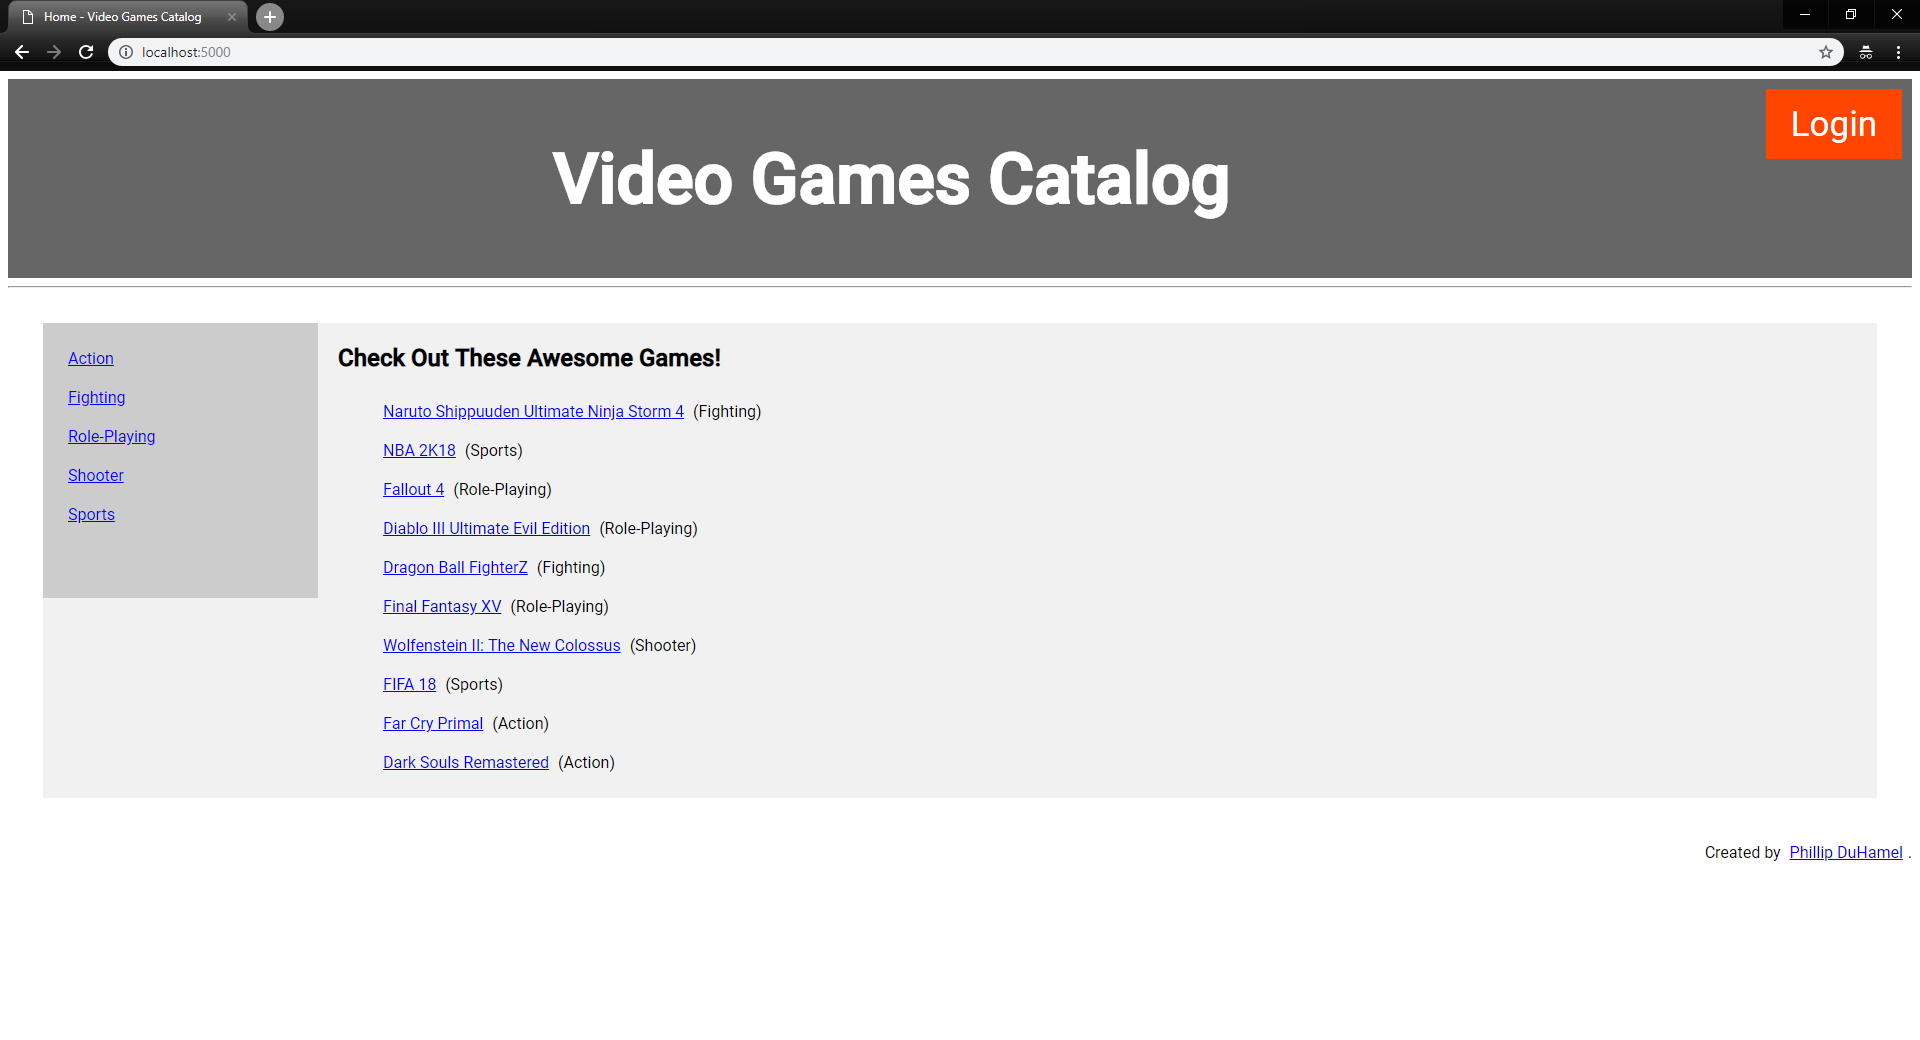 Home - Video Games Catalog
localhost:5000
Login
Video Games Catalog
Action
Fighting
Role-Playing
Shooter
Sports
Check Out These Awesome Games!
Naruto Shippuuden Ultimate Ninja Storm 4 (Fighting)
NBA 2K18 (Sports)
Fallout 4 (Role-Playing)
Diablo III Ultimate Evil Edition (Role-Playing)
Dragon Ball FighterZ (Fighting)
Final Fantasy XV (Role-Playing)
Wolfenstein II: The New Colossus (Shooter)
FIFA 18 (Sports)
Far Cry Primal (Action)
Dark Souls Remastered (Action)
Created by Phillip DuHamel .